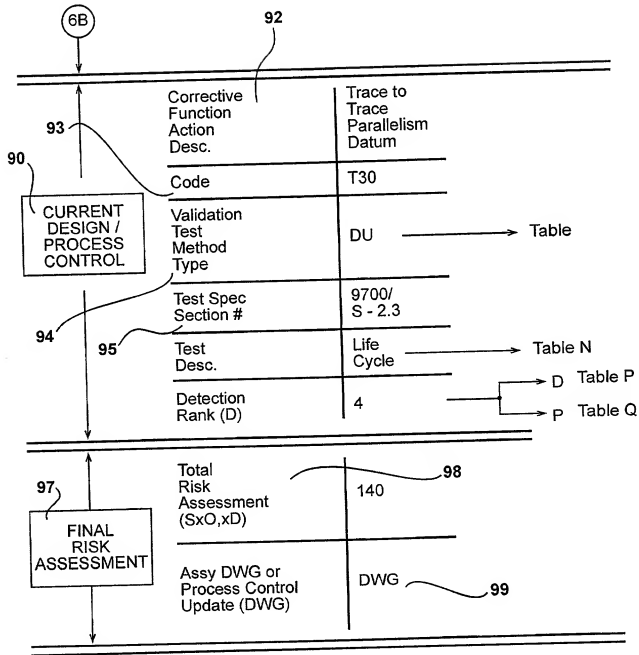 6B
92
Corrective
Function
Action
Desc.
Trace to
Trace
Parallelism
Datum
93
Code
T30
90
CURRENT
DESIGN /
PROCESS
CONTROL
Validation
Test
Method
Type
DU
Table
94
95
Test Spec
Section #
9700/
S - 2.3
Test
Desc.
Life
Cycle
Table N
Detection
Rank (D)
4
D Table P
P Table Q
97
FINAL
RISK
ASSESSMENT
Total
Risk
Assessment
(SxO,xD)
140
98
Assy DWG or
Process Control
Update (DWG)
DWG
99